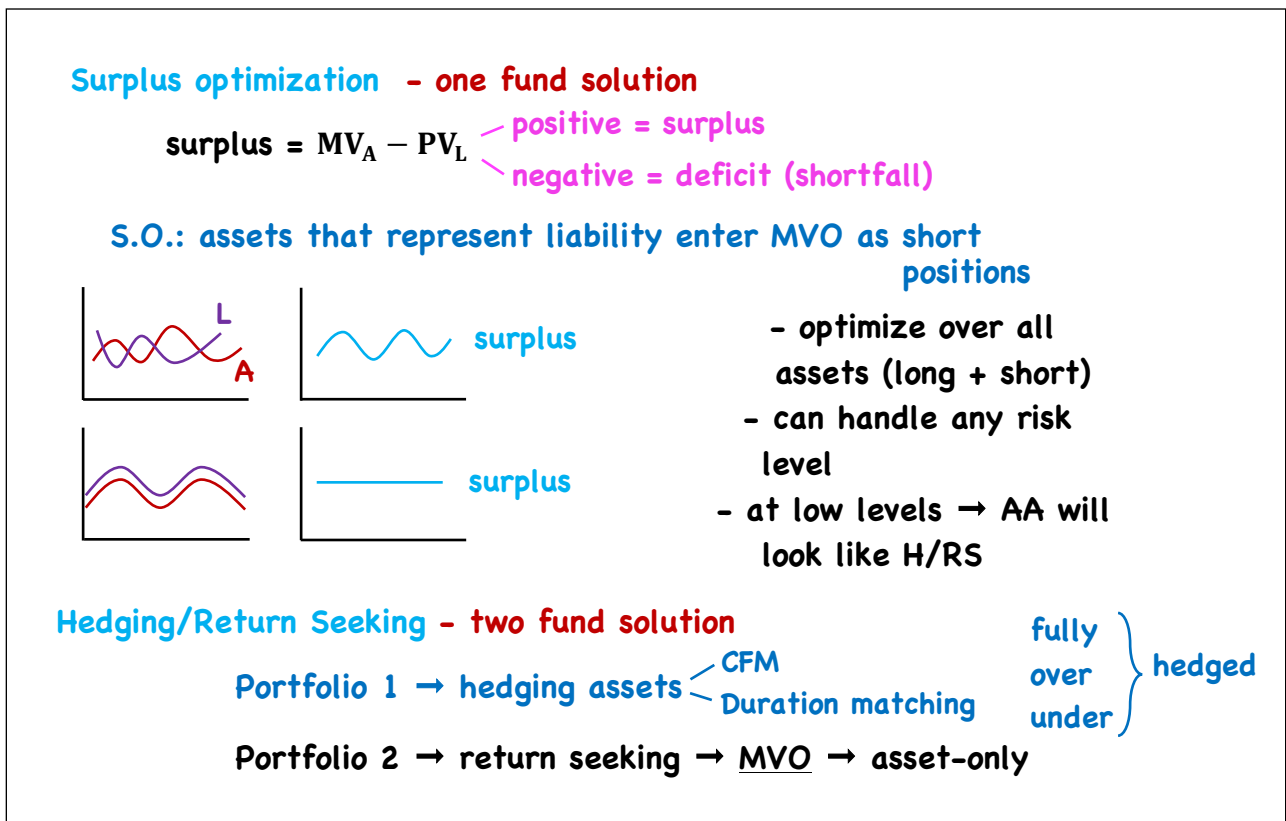 Surplus optimization - one fund solution
surplus = MV_A − PV_L
positive = surplus
negative = deficit (shortfall)
S.O.: assets that represent liability enter MVO as short
positions
L
A
surplus
surplus
- optimize over all
assets (long + short)
- can handle any risk
level
- at low levels → AA will
look like H/RS
Hedging/Return Seeking - two fund solution
Portfolio 1 → hedging assets
CFM
Duration matching
fully
over
under
hedged
Portfolio 2 → return seeking → MVO → asset-only